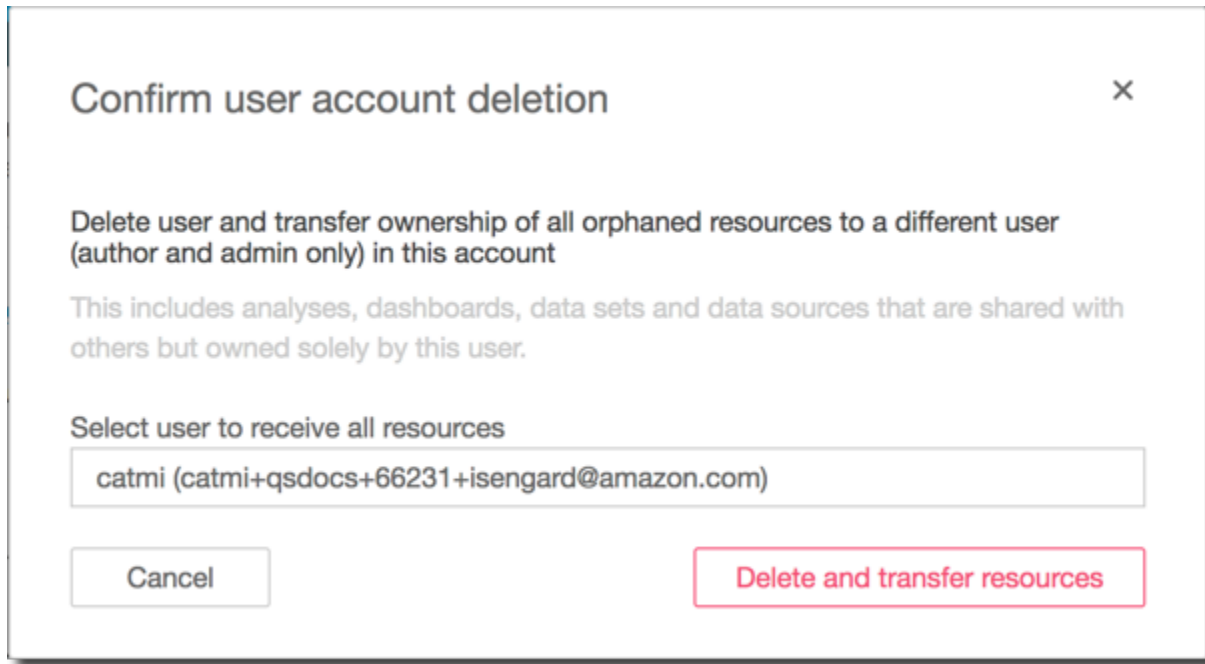 Confirm user account deletion
Delete user and transfer ownership of all orphaned resources to a different user
(author and admin only) in this account
This includes analyses, dashboards, data sets and data sources that are shared with
others but owned solely by this user.
Select user to receive all resources
catmi (catmi+qsdocs+66231+isengard@amazon.com)
Cancel
Delete and transfer resources